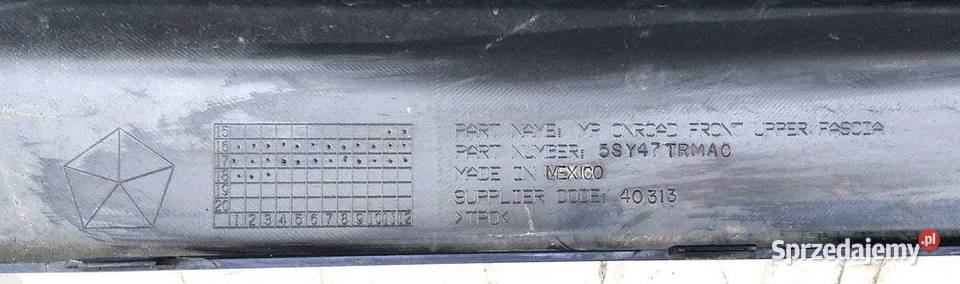 PART NAME: MP ONROAD FRONT UPPER FASCIA
PART NUMBER: 5SY47TRMAC
MADE IN MEXICO
SUPPLIER CODE: 40313
>TPO<
15
16
17
18
19
20
1 2 3 4 5 6 7 8 9 10 11 12
Sprzedajemy.pl